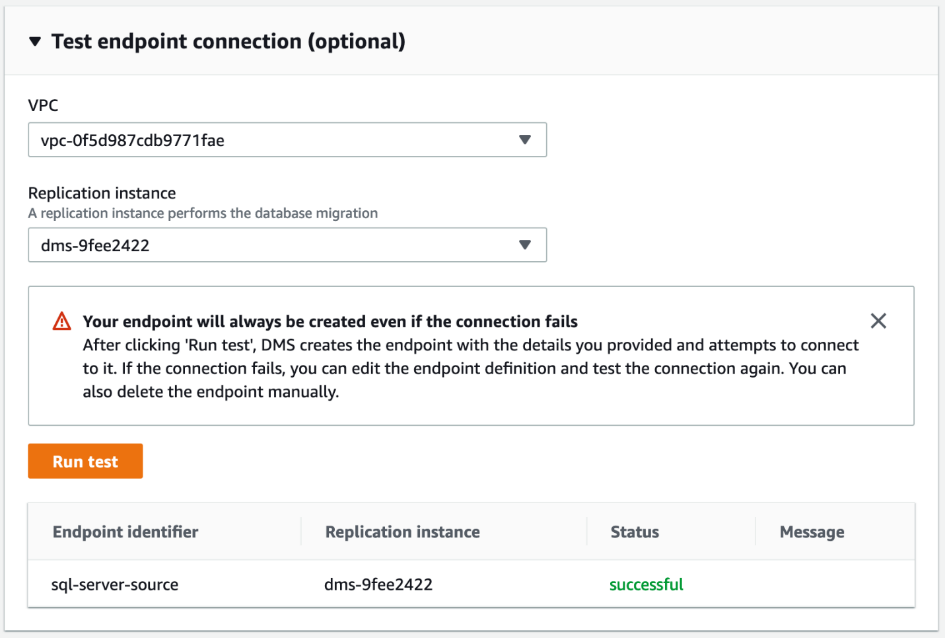 Test endpoint connection (optional)
VPC
vpc-0f5d987cdb9771fae
Replication instance
A replication instance performs the database migration
dms-9fee2422
Your endpoint will always be created even if the connection fails
After clicking 'Run test', DMS creates the endpoint with the details you provided and attempts to connect
to it. If the connection fails, you can edit the endpoint definition and test the connection again. You can
also delete the endpoint manually.
Run test
Endpoint identifier Replication instance Status Message
sql-server-source dms-9fee2422 successful